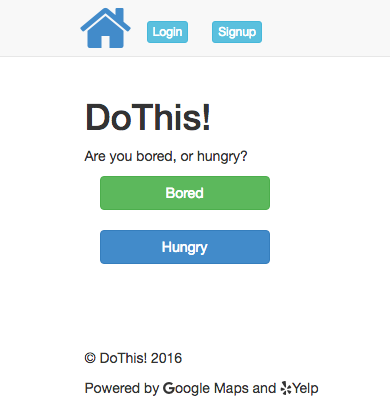 Login Signup
DoThis!
Are you bored, or hungry?
Bored
Hungry
© DoThis! 2016
Powered by Google Maps and Yelp